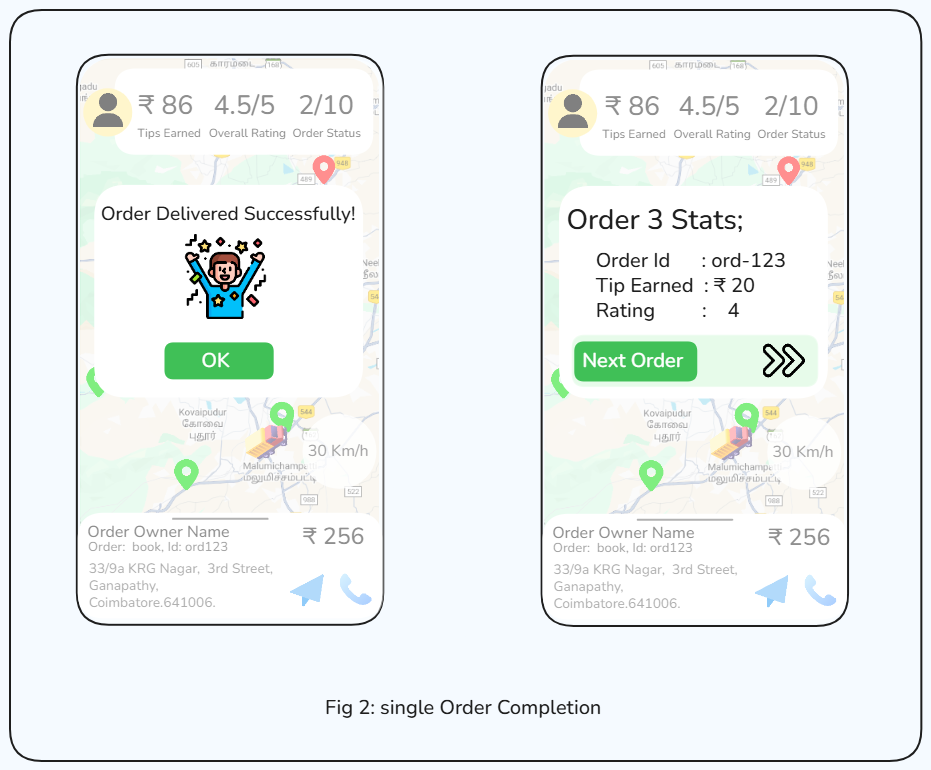 605
காரம்டை
168
₹ 86
4.5/5
2/10
Tips Earned
Overall Rating
Order Status
948
489
Order Delivered Successfully!
OK
Kovaipudur
கோவை
புதூர்
544
30 Km/h
மலுமிச்சம்பட்டி
522
988
Order Owner Name
Order: book, Id: ord123
₹ 256
33/9a KRG Nagar, 3rd Street,
Ganapathy,
Coimbatore.641006.
605
காரம்டை
168
₹ 86
4.5/5
2/10
Tips Earned
Overall Rating
Order Status
948
489
Order 3 Stats;
Order Id : ord-123
Tip Earned : ₹ 20
Rating : 4
Next Order
Kovaipudur
கோவை
புதூர்
544
30 Km/h
மலுமிச்சம்பட்டி
522
988
Order Owner Name
Order: book, Id: ord123
₹ 256
33/9a KRG Nagar, 3rd Street,
Ganapathy,
Coimbatore.641006.
Fig 2: single Order Completion